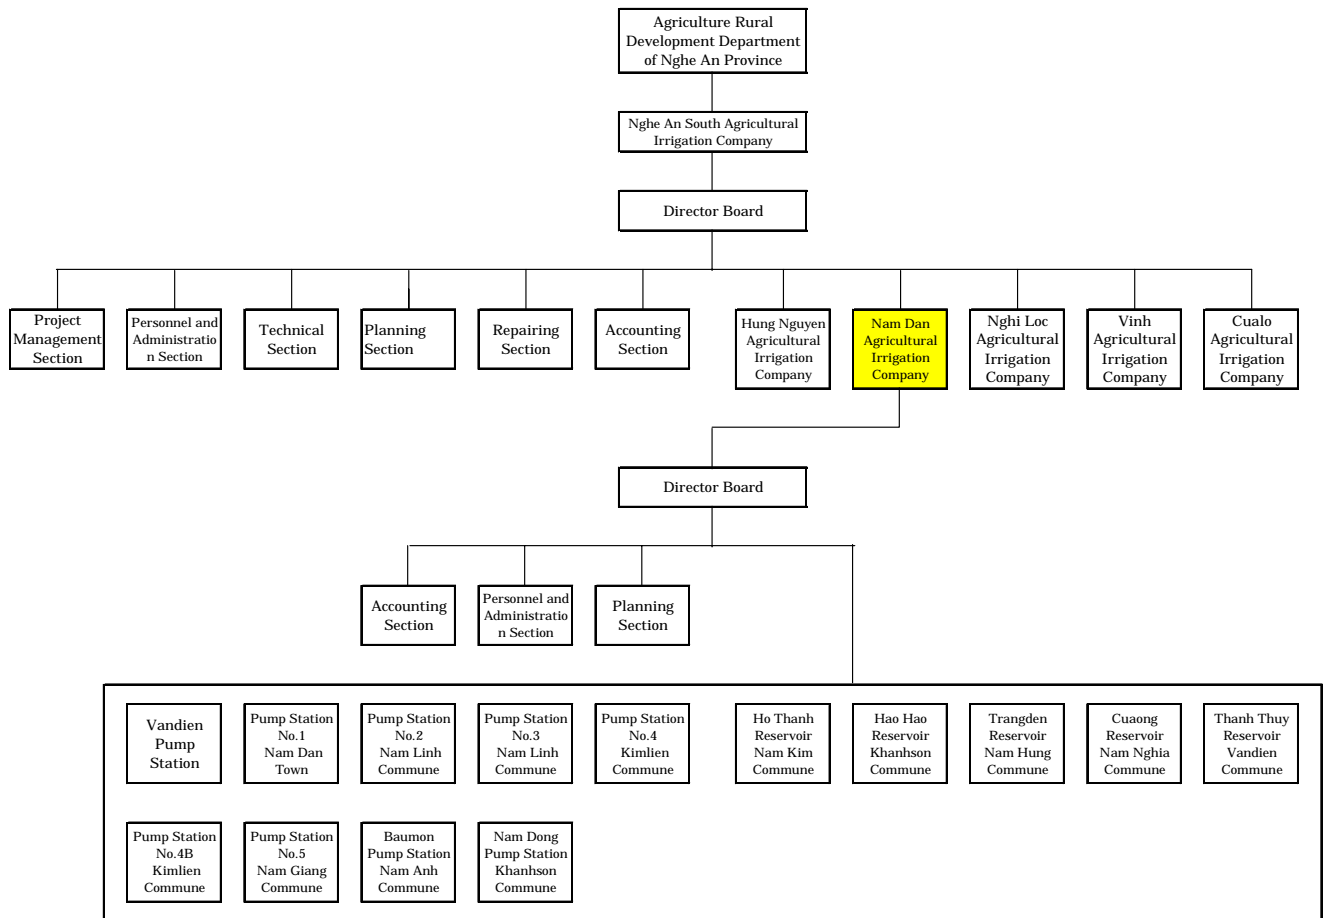 Agriculture Rural
Development Department
of Nghe An Province
Nghe An South Agricultural
Irrigation Company
Director Board
Project
Management
Section
Personnel and
Administratio
n Section
Technical
Section
Planning
Section
Repairing
Section
Accounting
Section
Hung Nguyen
Agricultural
Irrigation
Company
Nam Dan
Agricultural
Irrigation
Company
Nghi Loc
Agricultural
Irrigation
Company
Vinh
Agricultural
Irrigation
Company
Cualo
Agricultural
Irrigation
Company
Director Board
Accounting
Section
Personnel and
Administratio
n Section
Planning
Section
Vandien
Pump
Station
Pump Station
No.1
Nam Dan
Town
Pump Station
No.2
Nam Linh
Commune
Pump Station
No.3
Nam Linh
Commune
Pump Station
No.4
Kimlien
Commune
Ho Thanh
Reservoir
Nam Kim
Commune
Hao Hao
Reservoir
Khanhson
Commune
Trangden
Reservoir
Nam Hung
Commune
Cuaong
Reservoir
Nam Nghia
Commune
Thanh Thuy
Reservoir
Vandien
Commune
Pump Station
No.4B
Kimlien
Commune
Pump Station
No.5
Nam Giang
Commune
Baumon
Pump Station
Nam Anh
Commune
Nam Dong
Pump Station
Khanhson
Commune